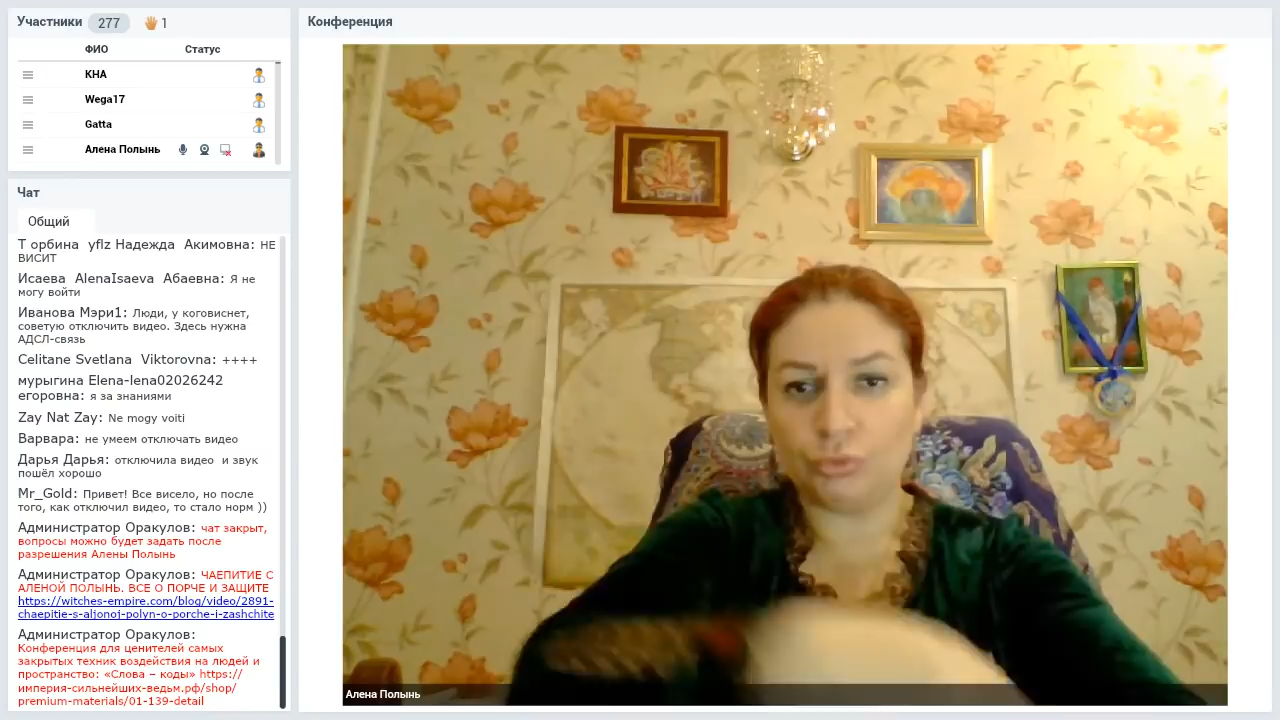 Участники 277 1
ФИО Статус
КНА
Wega17
Gatta
Алена Полынь
Чат
Общий
Т орбина yflz Надежда Акимовна: НЕ
ВИСИТ
Исаева AlenaIsaeva Абаевна: Я не
могу войти
Иванова Мэри1: Люди, у коговиснет,
советую отключить видео. Здесь нужна
АДСЛ-связь
Celitane Svetlana Viktorovna: ++++
мурыгина Elena-lena02026242
егоровна: я за знаниями
Zay Nat Zay: Ne mogy voiti
Варвара: не умеем отключать видео
Дарья Дарья: отключила видео и звук
пошёл хорошо
Mr_Gold: Привет! Все висело, но после
того, как отключил видео, то стало норм ))
Администратор Оракулов: чат закрыт,
вопросы можно будет задать после
разрешения Алены Полынь
Администратор Оракулов: ЧАЕПИТИЕ С
АЛЕНОЙ ПОЛЫНЬ. ВСЕ О ПОРЧЕ И ЗАЩИТЕ
https://witches-empire.com/blog/video/2891-
chaepitie-s-aljonoj-polyn-o-porche-i-zashchite
Администратор Оракулов:
Конференция для ценителей самых
закрытых техник воздействия на людей и
пространство: «Слова – коды» https://
империя-сильнейших-ведьм.рф/shop/
premium-materials/01-139-detail
Конференция
Алена Полынь